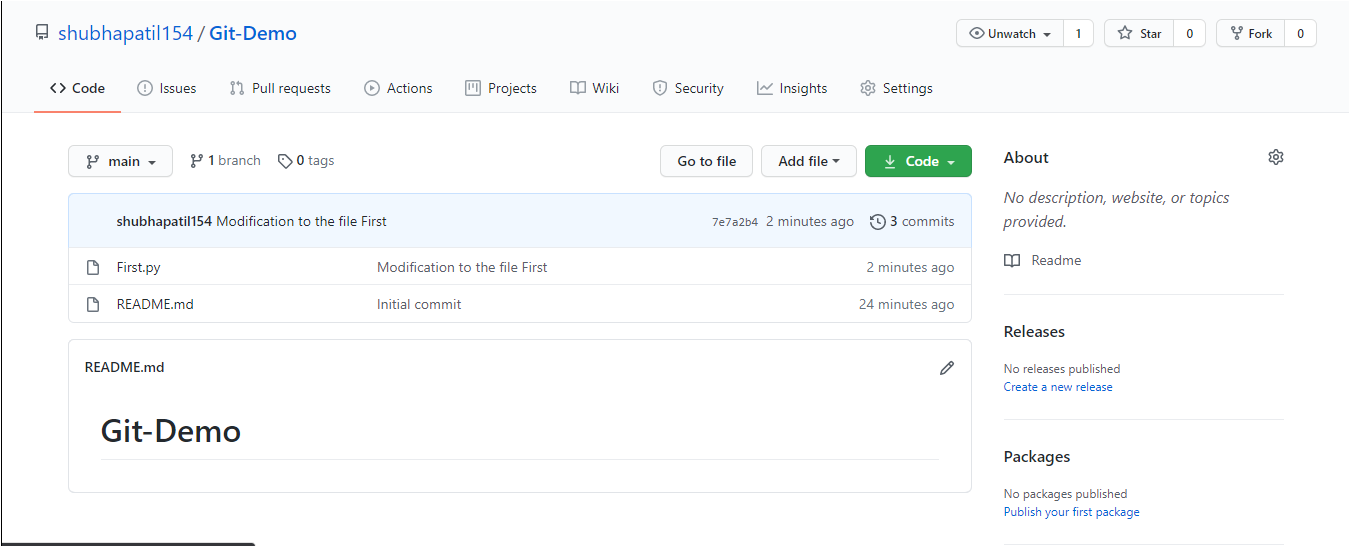 shubhapatil154 / Git-Demo
Unwatch 1 Star 0 Fork 0
Code Issues Pull requests Actions Projects Wiki Security Insights Settings
main 1 branch 0 tags Go to file Add file Code
shubhapatil154 Modification to the file First 7e7a2b4 2 minutes ago 3 commits
First.py Modification to the file First 2 minutes ago
README.md Initial commit 24 minutes ago
README.md
Git-Demo
About
No description, website, or topics
provided.
Readme
Releases
No releases published
Create a new release
Packages
No packages published
Publish your first package